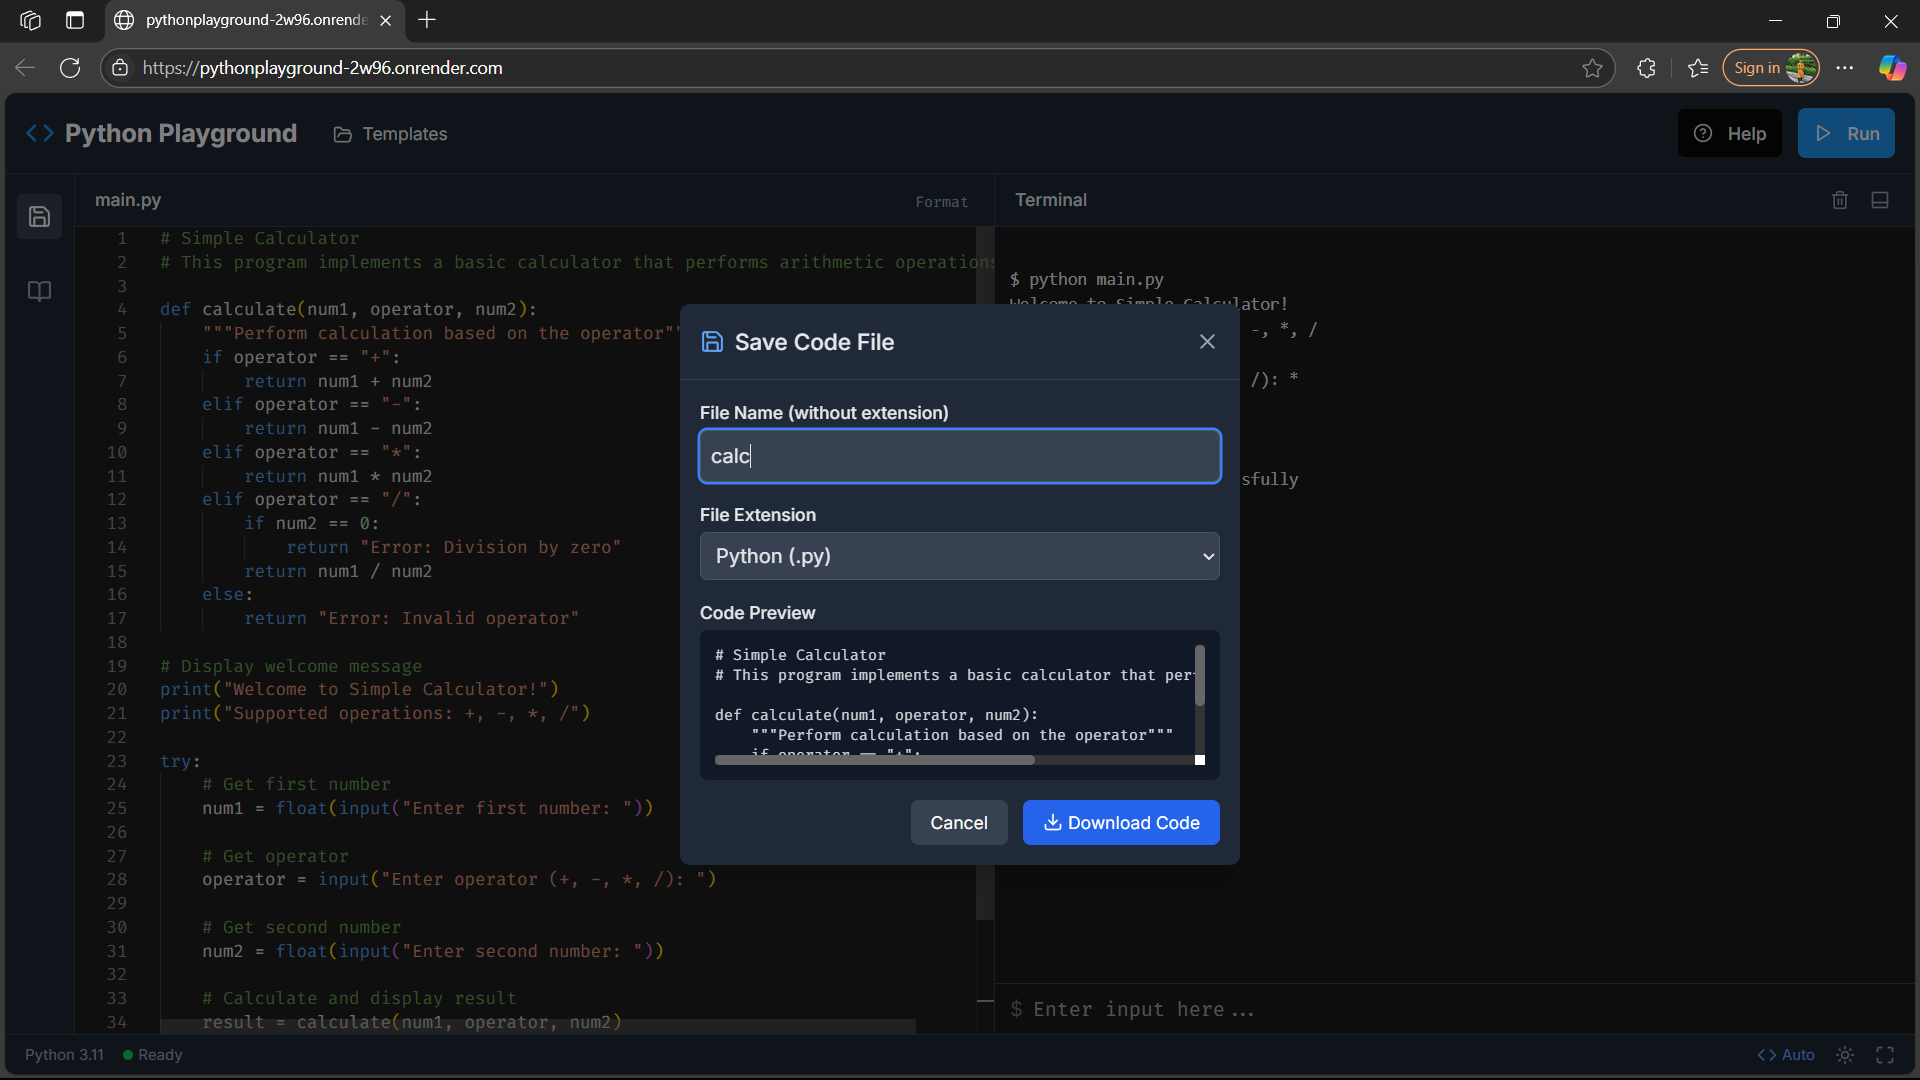 pythonplayground-2w96.onrende
https://pythonplayground-2w96.onrender.com
Sign in
Python Playground
Templates
Help
Run
main.py
Format
1 # Simple Calculator
2 # This program implements a basic calculator that performs arithmetic operations
3
4 def calculate(num1, operator, num2):
5 """Perform calculation based on the operator""
6 if operator == "+":
7 return num1 + num2
8 elif operator == "-":
9 return num1 - num2
10 elif operator == "*":
11 return num1 * num2
12 elif operator == "/":
13 if num2 == 0:
14 return "Error: Division by zero"
15 return num1 / num2
16 else:
17 return "Error: Invalid operator"
18
19 # Display welcome message
20 print("Welcome to Simple Calculator!")
21 print("Supported operations: +, -, *, /")
22
23 try:
24 # Get first number
25 num1 = float(input("Enter first number: "))
26
27 # Get operator
28 operator = input("Enter operator (+, -, *, /): ")
29
30 # Get second number
31 num2 = float(input("Enter second number: "))
32
33 # Calculate and display result
34 result = calculate(num1, operator, num2)
Terminal
$ python main.py
Welcome to Simple Calculator!
-, *, /
/): *
sfully
$ Enter input here...
Save Code File
File Name (without extension)
calc
File Extension
Python (.py)
Code Preview
# Simple Calculator
# This program implements a basic calculator that per
def calculate(num1, operator, num2):
"""Perform calculation based on the operator"""
if operator == "+":
Cancel
Download Code
Python 3.11
Ready
Auto